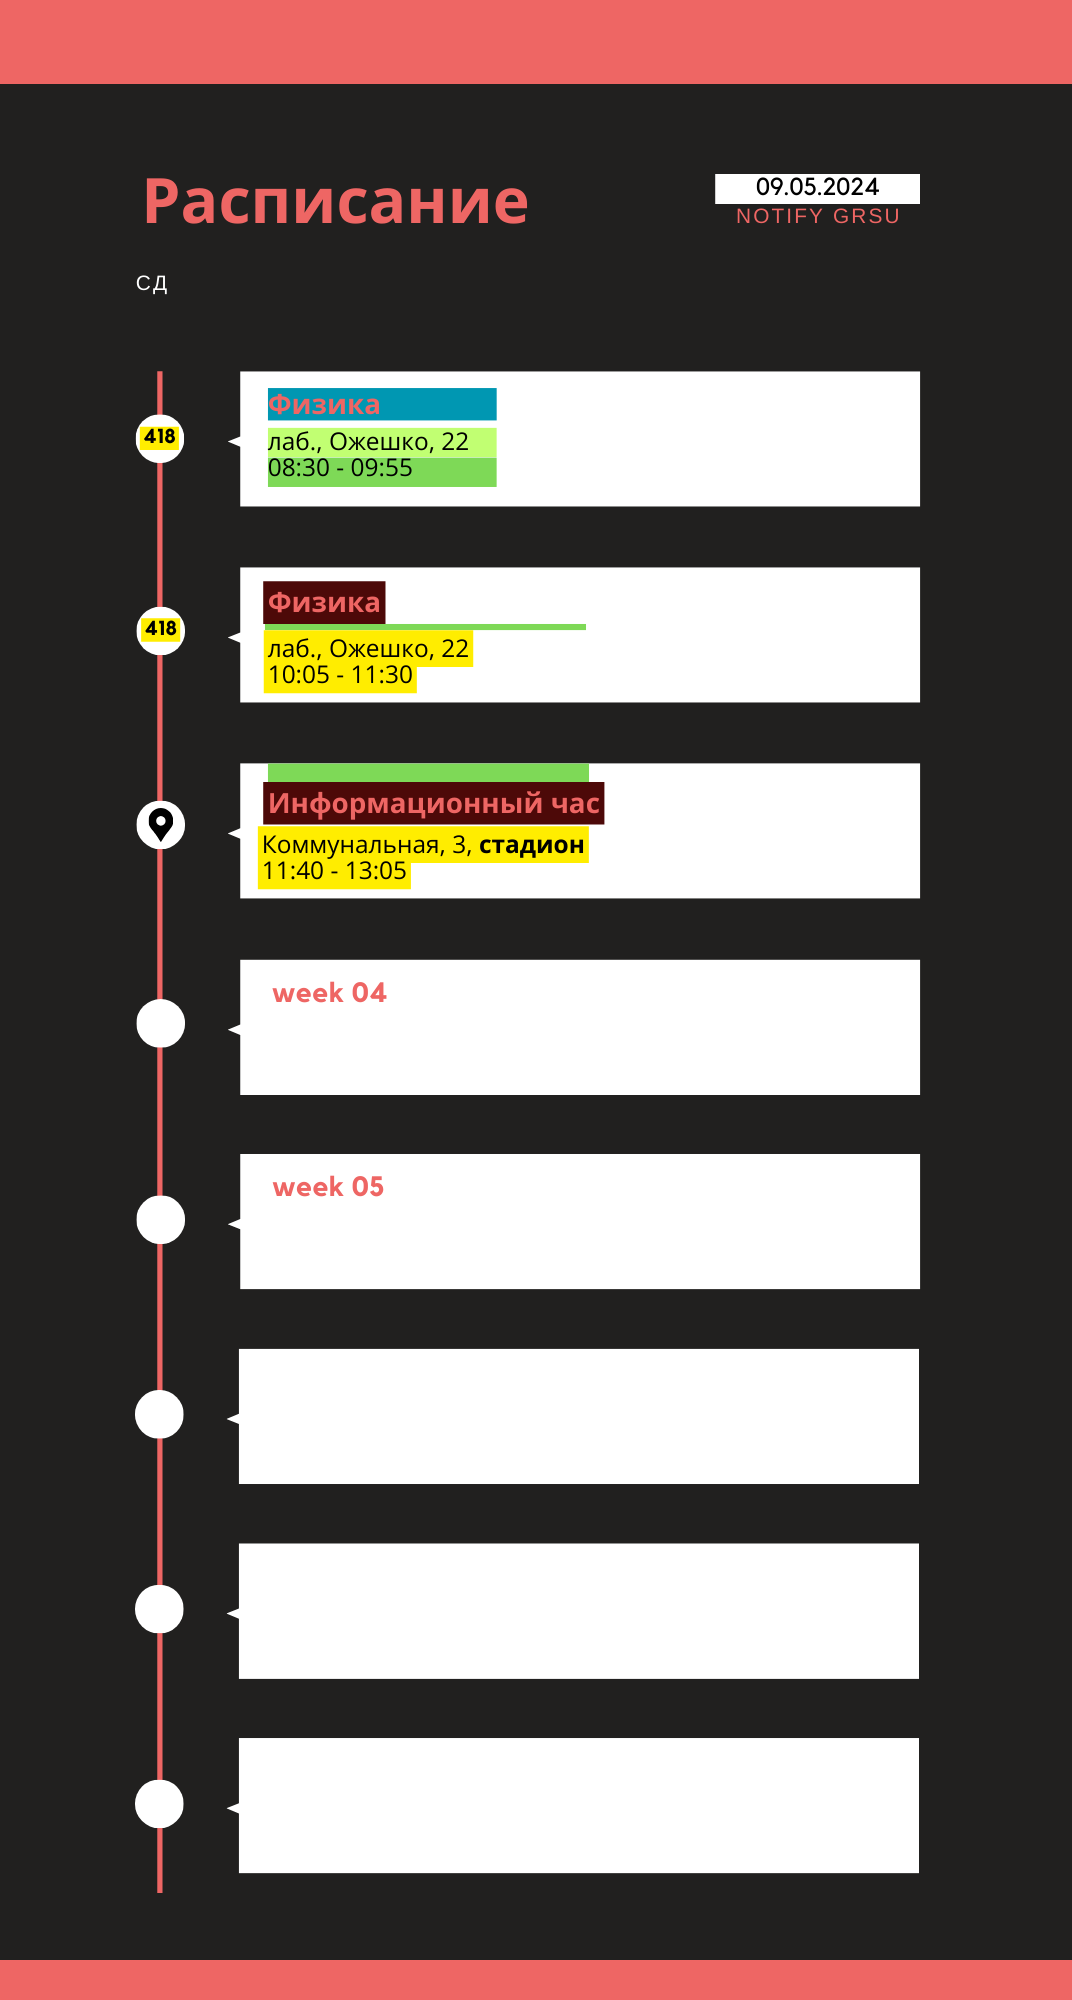 Расписание
09.05.2024
NOTIFY GRSU
СД
Физика
418
лаб., Ожешко, 22
08:30 - 09:55
Физика
418
лаб., Ожешко, 22
10:05 - 11:30
Информационный час
Коммунальная, 3, стадион
11:40 - 13:05
week 04
week 05